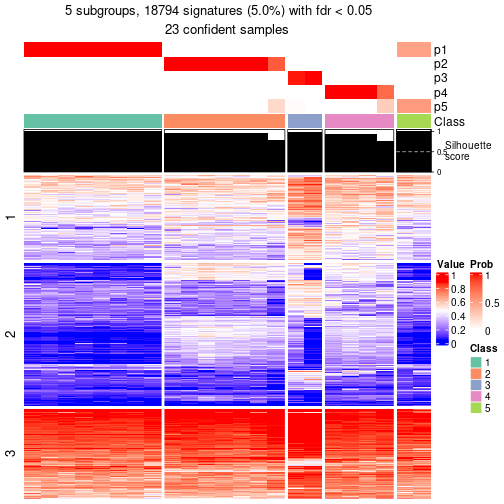 5 subgroups, 18794 signatures (5.0%) with fdr < 0.05
23 confident samples
p1
p2
p3
p4
p5
Class
1
0.5
0
Silhouette
score
1
2
3
Value
1
0.8
0.6
0.4
0.2
0
Prob
1
0.5
0
Class
1
2
3
4
5